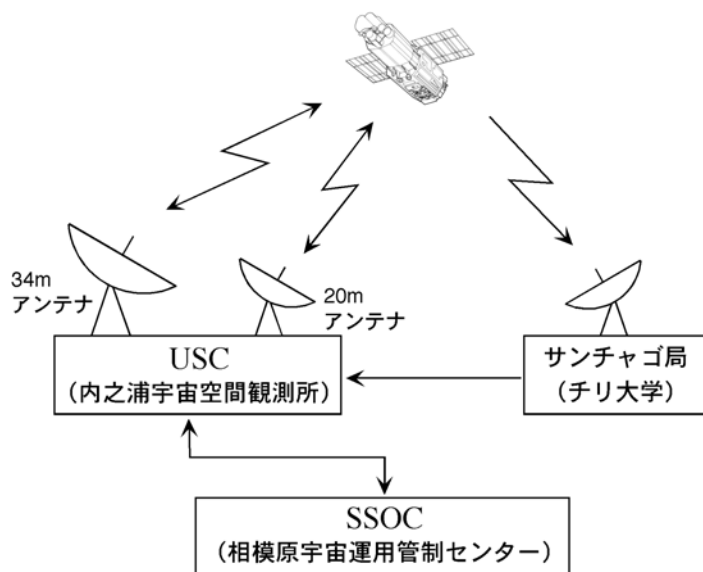 34m
アンテナ
20m
アンテナ
USC
(内之浦宇宙空間観測所)
サンチャゴ局
(チリ大学)
SSOC
(相模原宇宙運用管制センター)